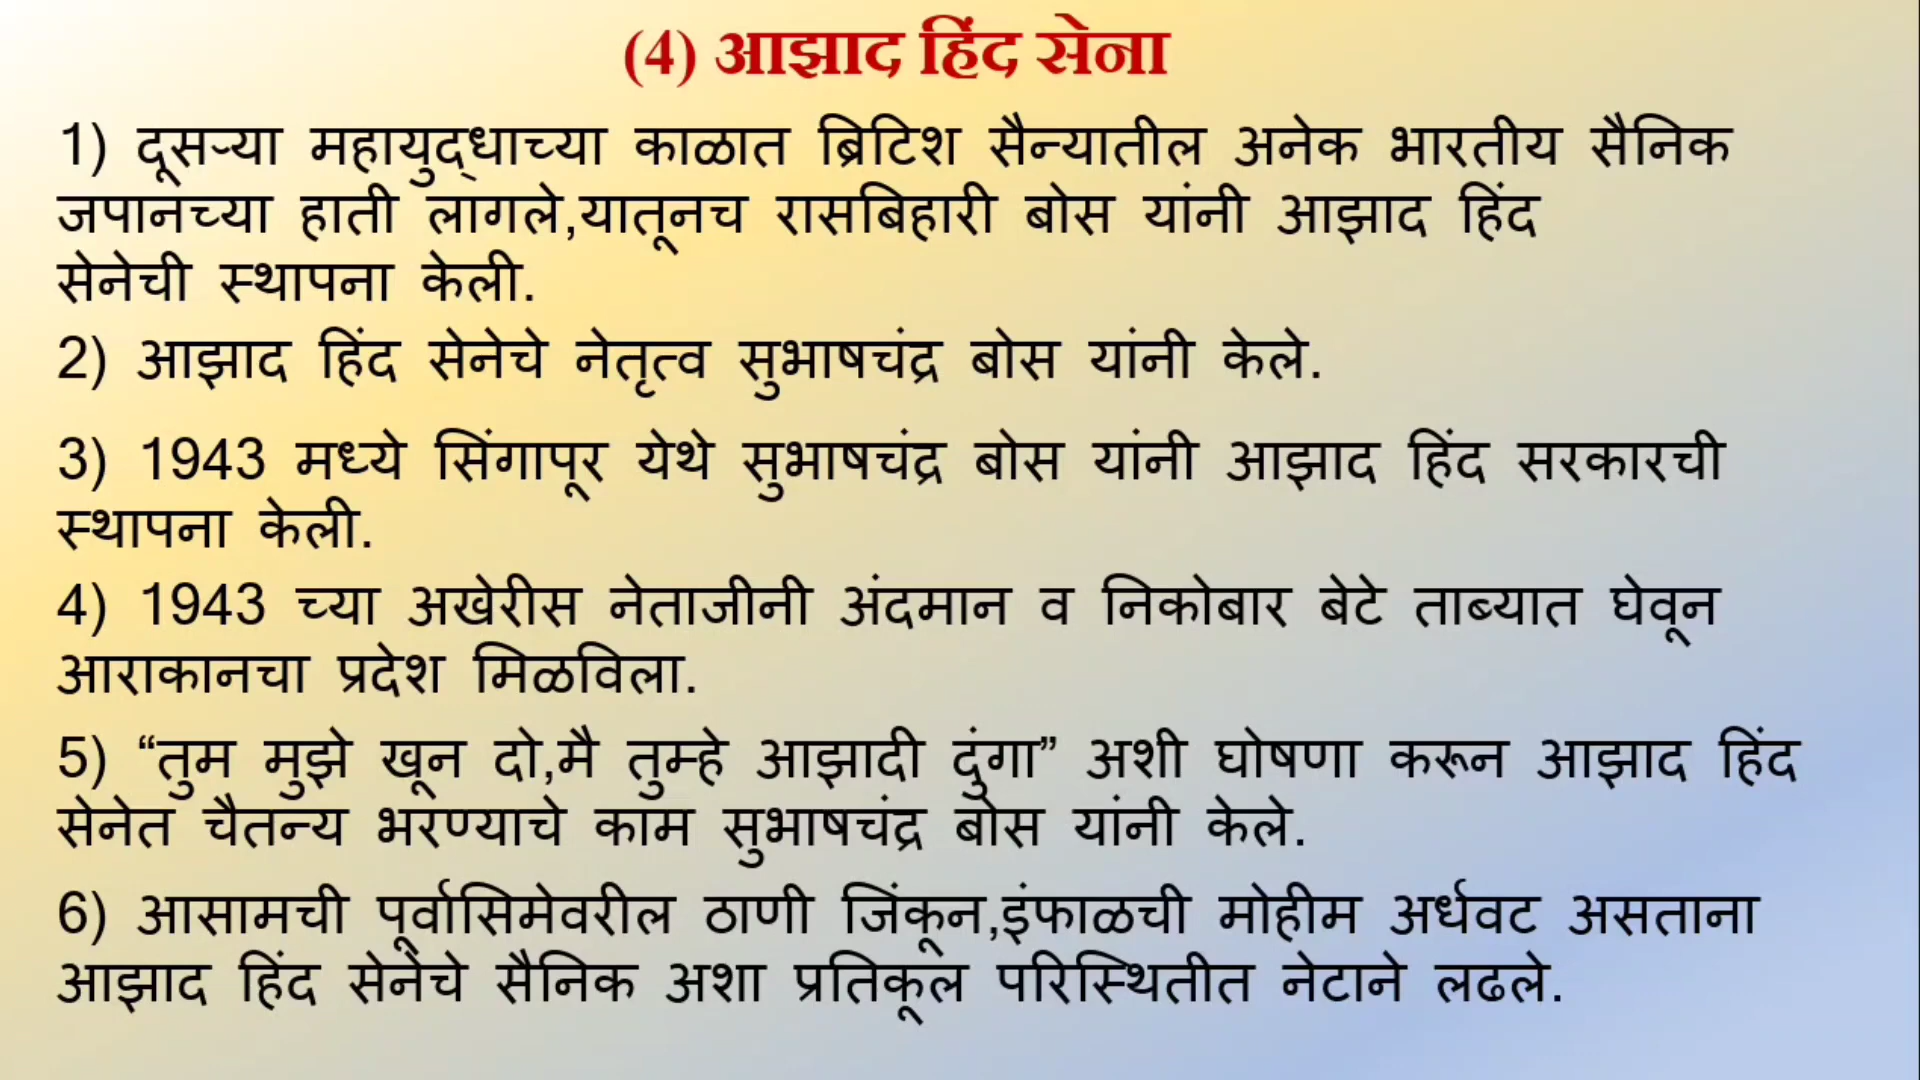 (4) आझाद हिंद सेना
1) दूसऱ्या महायुद्धाच्या काळात ब्रिटिश सैन्यातील अनेक भारतीय सैनिक
जपानच्या हाती लागले,यातूनच रासबिहारी बोस यांनी आझाद हिंद
सेनेची स्थापना केली.
2) आझाद हिंद सेनेचे नेतृत्व सुभाषचंद्र बोस यांनी केले.
3) 1943 मध्ये सिंगापूर येथे सुभाषचंद्र बोस यांनी आझाद हिंद सरकारची
स्थापना केली.
4) 1943 च्या अखेरीस नेताजीनी अंदमान व निकोबार बेटे ताब्यात घेवून
आराकानचा प्रदेश मिळविला.
5) “तुम मुझे खून दो,मै तुम्हे आझादी दुंगा” अशी घोषणा करून आझाद हिंद
सेनेत चैतन्य भरण्याचे काम सुभाषचंद्र बोस यांनी केले.
6) आसामची पूर्वासिमेवरील ठाणी जिंकून,इंफाळची मोहीम अर्धवट असताना
आझाद हिंद सेनेचे सैनिक अशा प्रतिकूल परिस्थितीत नेटाने लढले.